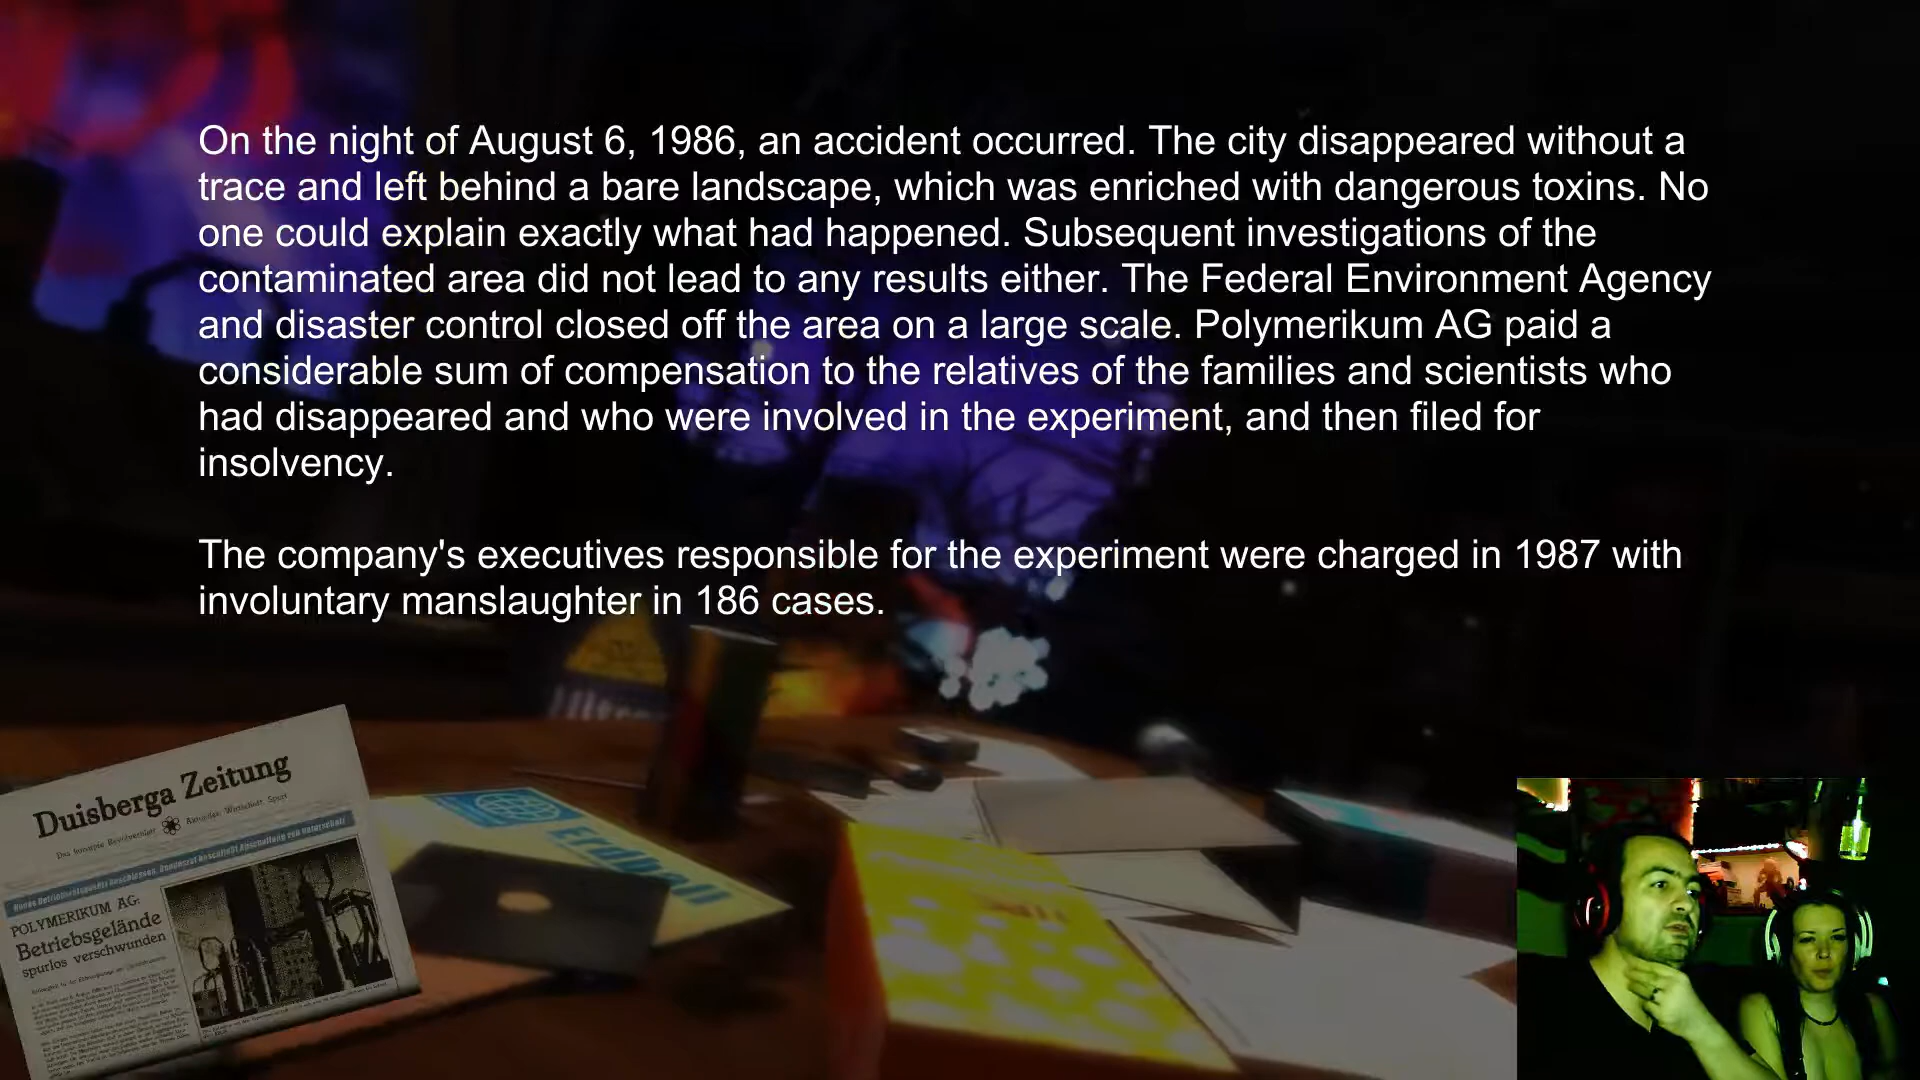 On the night of August 6, 1986, an accident occurred. The city disappeared without a
trace and left behind a bare landscape, which was enriched with dangerous toxins. No
one could explain exactly what had happened. Subsequent investigations of the
contaminated area did not lead to any results either. The Federal Environment Agency
and disaster control closed off the area on a large scale. Polymerikum AG paid a
considerable sum of compensation to the relatives of the families and scientists who
had disappeared and who were involved in the experiment, and then filed for
insolvency.
The company's executives responsible for the experiment were charged in 1987 with
involuntary manslaughter in 186 cases.
Duisberga Zeitung
Aktuelles Wirtschaft Sport
POLYMERIKUM AG:
Betriebsgelände
spurlos verschwunden